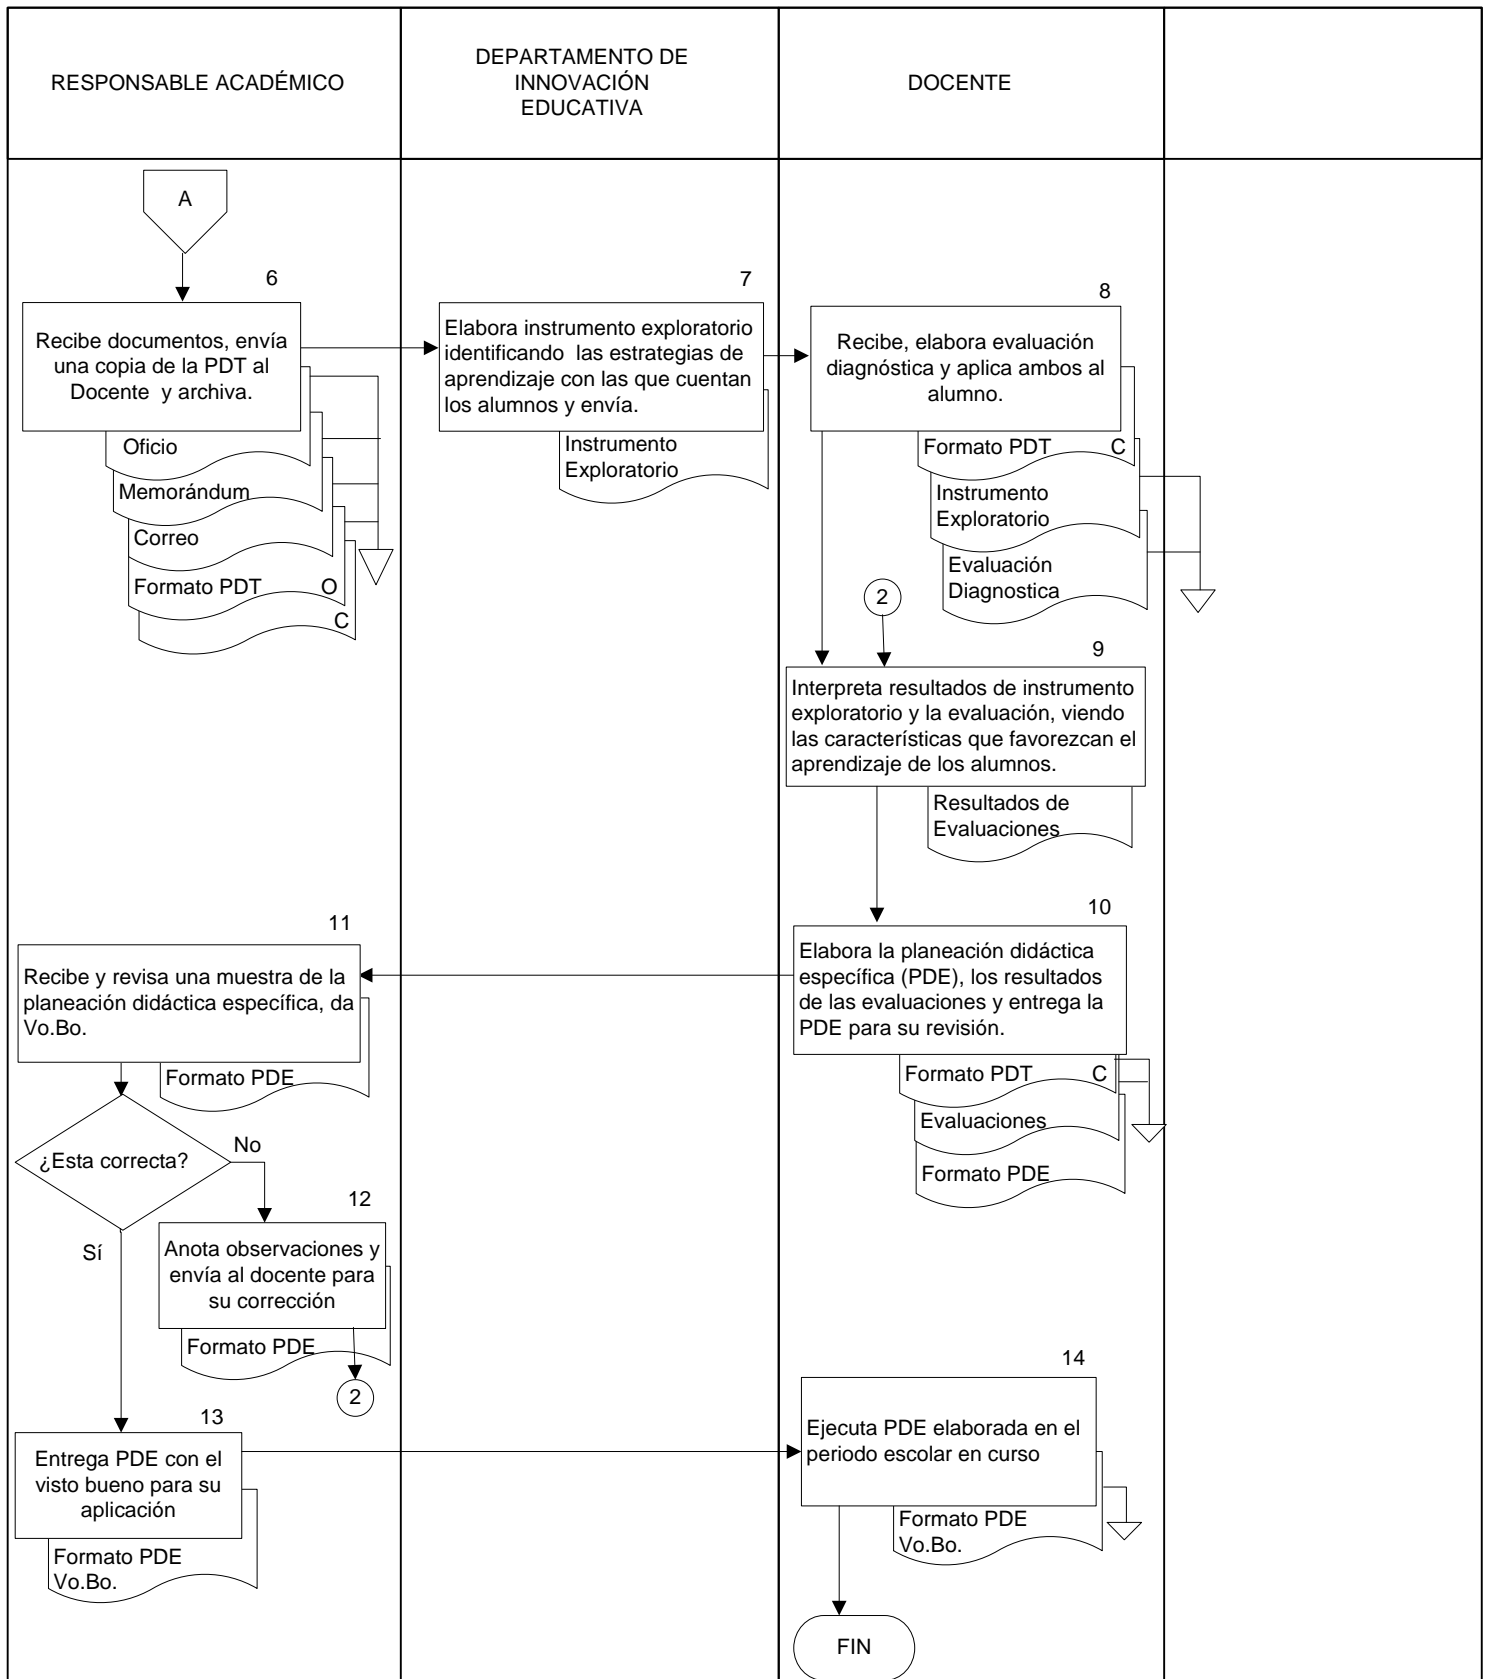 RESPONSABLE ACADÉMICO
DEPARTAMENTO DE
INNOVACIÓN
EDUCATIVA
DOCENTE
A
6
Recibe documentos, envía
una copia de la PDT al
Docente y archiva.
Oficio
Memorándum
Correo
Formato PDT O
C
7
Elabora instrumento exploratorio
identificando las estrategias de
aprendizaje con las que cuentan
los alumnos y envía.
Instrumento
Exploratorio
8
Recibe, elabora evaluación
diagnóstica y aplica ambos al
alumno.
Formato PDT C
Instrumento
Exploratorio
Evaluación
Diagnostica
2
9
Interpreta resultados de instrumento
exploratorio y la evaluación, viendo
las características que favorezcan el
aprendizaje de los alumnos.
Resultados de
Evaluaciones
10
Elabora la planeación didáctica
específica (PDE), los resultados
de las evaluaciones y entrega la
PDE para su revisión.
Formato PDT C
Evaluaciones
Formato PDE
11
Recibe y revisa una muestra de la
planeación didáctica específica, da
Vo.Bo.
Formato PDE
¿Esta correcta?
No
Sí
12
Anota observaciones y
envía al docente para
su corrección
Formato PDE
2
13
Entrega PDE con el
visto bueno para su
aplicación
Formato PDE
Vo.Bo.
14
Ejecuta PDE elaborada en el
periodo escolar en curso
Formato PDE
Vo.Bo.
FIN